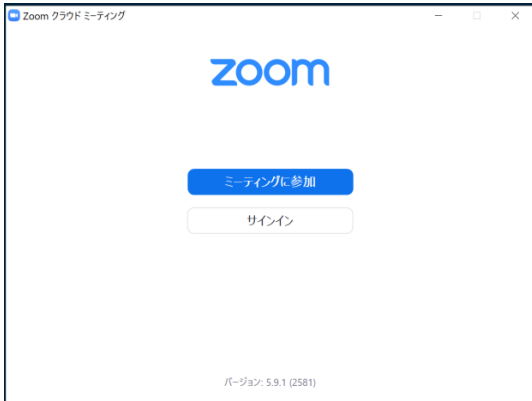 Zoom クラウド ミーティング
zoom
ミーティングに参加
サインイン
バージョン: 5.9.1 (2581)